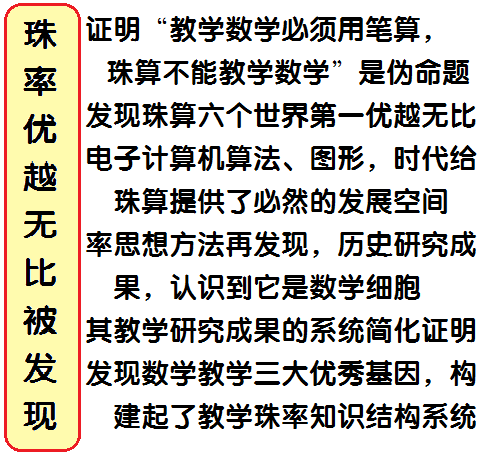 珠率优越无比被发现
证明“教学数学必须用笔算，
珠算不能教学数学”是伪命题
发现珠算六个世界第一优越无比
电子计算机算法、图形，时代给
珠算提供了必然的发展空间
率思想方法再发现，历史研究成
果，认识到它是数学细胞
其教学研究成果的系统简化证明
发现数学教学三大优秀基因，构
建起了教学珠率知识结构系统